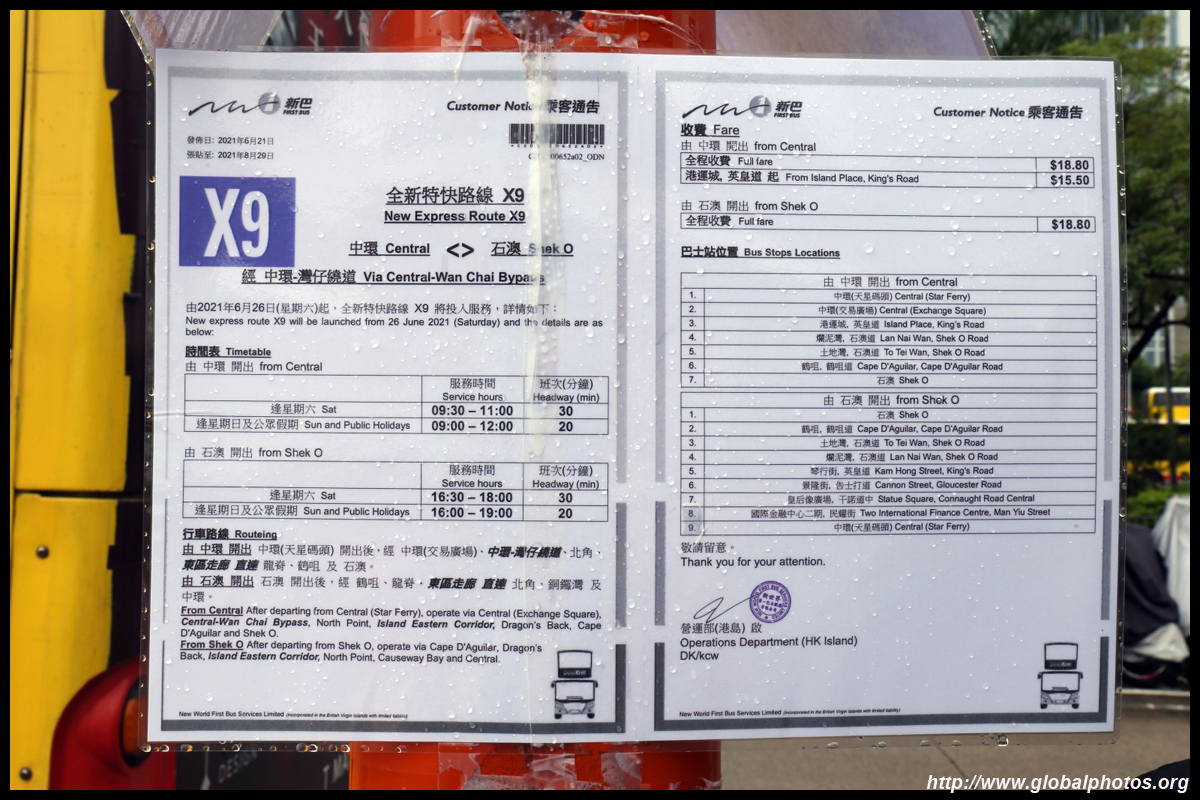 新巴
FIRST BUS
Customer Notice 乘客通告
發佈日: 2021年6月21日
張貼至: 2021年8月29日
X9
全新特快路線 X9
New Express Route X9
中環 Central <> 石澳 Shek O
經 中環-灣仔繞道 Via Central-Wan Chai Bypass
由2021年6月26日(星期六)起，全新特快路線 X9 將投入服務，詳情如下：
New express route X9 will be launched from 26 June 2021 (Saturday) and the details are as
below:
時間表 Timetable
由 中環 開出 from Central
服務時間 班次(分鐘)
Service hours Headway (min)
逢星期六 Sat 09:30 – 11:00 30
逢星期日及公眾假期 Sun and Public Holidays 09:00 – 12:00 20
由 石澳 開出 from Shek O
服務時間 班次(分鐘)
Service hours Headway (min)
逢星期六 Sat 16:30 – 18:00 30
逢星期日及公眾假期 Sun and Public Holidays 16:00 – 19:00 20
行車路線 Routeing
由 中環 開出 中環(天星碼頭) 開出後，經 中環(交易廣場)、中環-灣仔繞道、北角、
東區走廊 直達 龍脊、鶴咀 及 石澳。
由 石澳 開出 石澳 開出後，經 鶴咀、龍脊，東區走廊 直達 北角、銅鑼灣 及
中環。
From Central After departing from Central (Star Ferry), operate via Central (Exchange Square),
Central-Wan Chai Bypass, North Point, Island Eastern Corridor, Dragon's Back, Cape
D'Aguilar and Shek O.
From Shek O After departing from Shek O, operate via Cape D'Aguilar, Dragon's
Back, Island Eastern Corridor, North Point, Causeway Bay and Central.
New World First Bus Services Limited (Incorporated in the British Virgin Islands with limited liability)
新巴
FIRST BUS
Customer Notice 乘客通告
收費 Fare
由 中環 開出 from Central
全程收費 Full fare $18.80
港運城, 英皇道 起 From Island Place, King's Road $15.50
由 石澳 開出 from Shek O
全程收費 Full fare $18.80
巴士站位置 Bus Stops Locations
由 中環 開出 from Central
1. 中環(天星碼頭) Central (Star Ferry)
2. 中環(交易廣場) Central (Exchange Square)
3. 港運城, 英皇道 Island Place, King's Road
4. 爛泥灣, 石澳道 Lan Nai Wan, Shek O Road
5. 土地灣, 石澳道 To Tei Wan, Shek O Road
6. 鶴咀, 鶴咀道 Cape D'Aguilar, Cape D'Aguilar Road
7. 石澳 Shek O
由 石澳 開出 from Shek O
1. 石澳 Shek O
2. 鶴咀, 鶴咀道 Cape D'Aguilar, Cape D'Aguilar Road
3. 土地灣, 石澳道 To Tei Wan, Shek O Road
4. 爛泥灣, 石澳道 Lan Nai Wan, Shek O Road
5. 琴行街, 英皇道 Kam Hong Street, King's Road
6. 景隆街, 告士打道 Cannon Street, Gloucester Road
7. 皇后像廣場, 干諾道中 Statue Square, Connaught Road Central
8. 國際金融中心二期, 民耀街 Two International Finance Centre, Man Yiu Street
9. 中環(天星碼頭) Central (Star Ferry)
敬請留意。
Thank you for your attention.
營運部(港島) 啟
Operations Department (HK Island)
DK/kcw
New World First Bus Services Limited (Incorporated in the British Virgin Islands with limited liability)
http://www.globalphotos.org